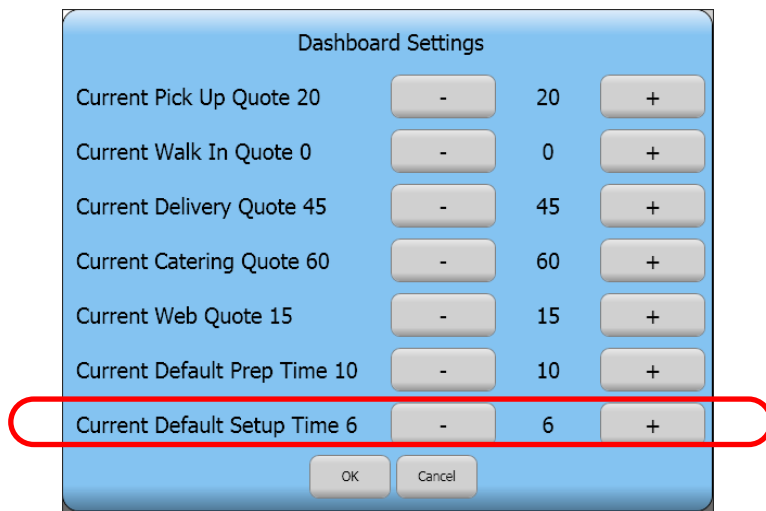 Dashboard Settings
Current Pick Up Quote 20 - 20 +
Current Walk In Quote 0 - 0 +
Current Delivery Quote 45 - 45 +
Current Catering Quote 60 - 60 +
Current Web Quote 15 - 15 +
Current Default Prep Time 10 - 10 +
Current Default Setup Time 6 - 6 +
OK Cancel